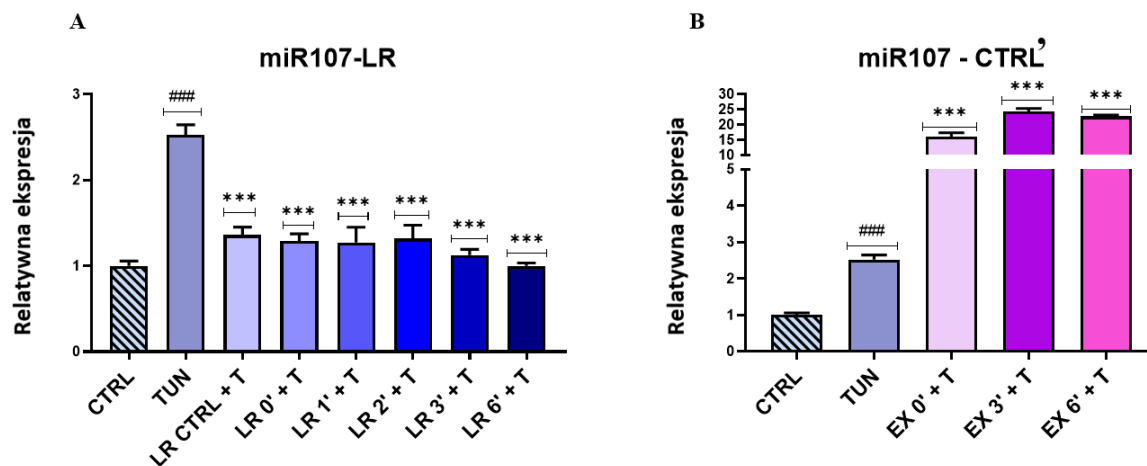 A
miR107-LR
Relatywna ekspresja
3
2
1
0
###
***
***
***
***
***
***
CTRL
TUN
LR CTRL + T
LR 0' + T
LR 1' + T
LR 2' + T
LR 3' + T
LR 6' + T
B
miR107 - CTRL’
Relatywna ekspresja
30
25
20
15
10
5
4
3
2
1
0
###
***
***
***
CTRL
TUN
EX 0' + T
EX 3' + T
EX 6' + T